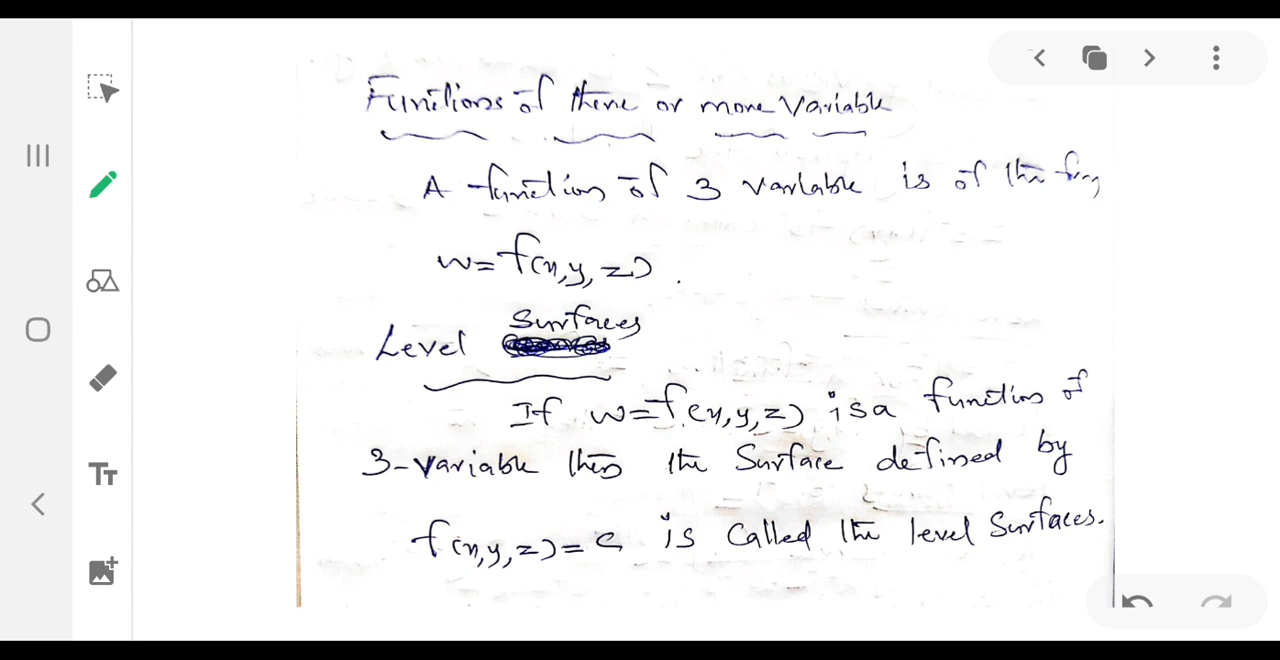 Functions of three or more Variable
A function of 3 variable is of the form
w = f(x, y, z).
Level Surfaces
If w = f(x, y, z) is a function of
3-variable then the Surface defined by
f(x, y, z) = c is called the level Surfaces.
Tт